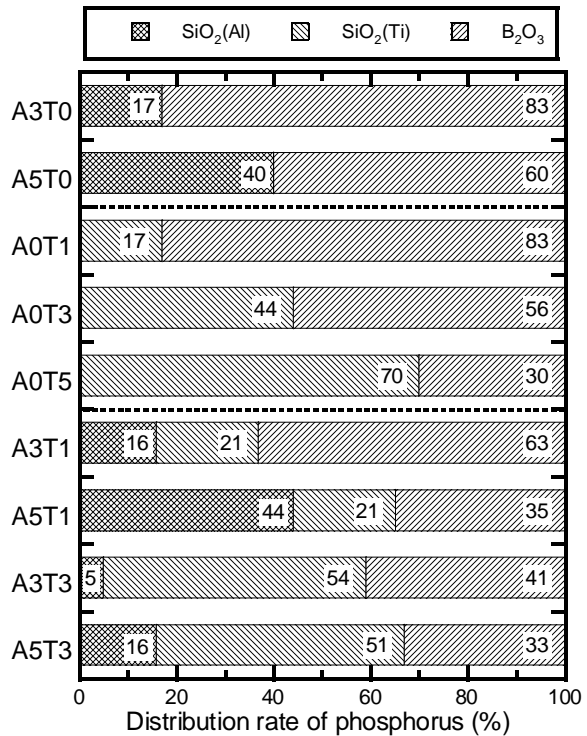 SiO2(Al) SiO2(Ti) B2O3
A3T0 17 83
A5T0 40 60
A0T1 17 83
A0T3 44 56
A0T5 70 30
A3T1 16 21 63
A5T1 44 21 35
A3T3 5 54 41
A5T3 16 51 33
0 20 40 60 80 100
Distribution rate of phosphorus (%)